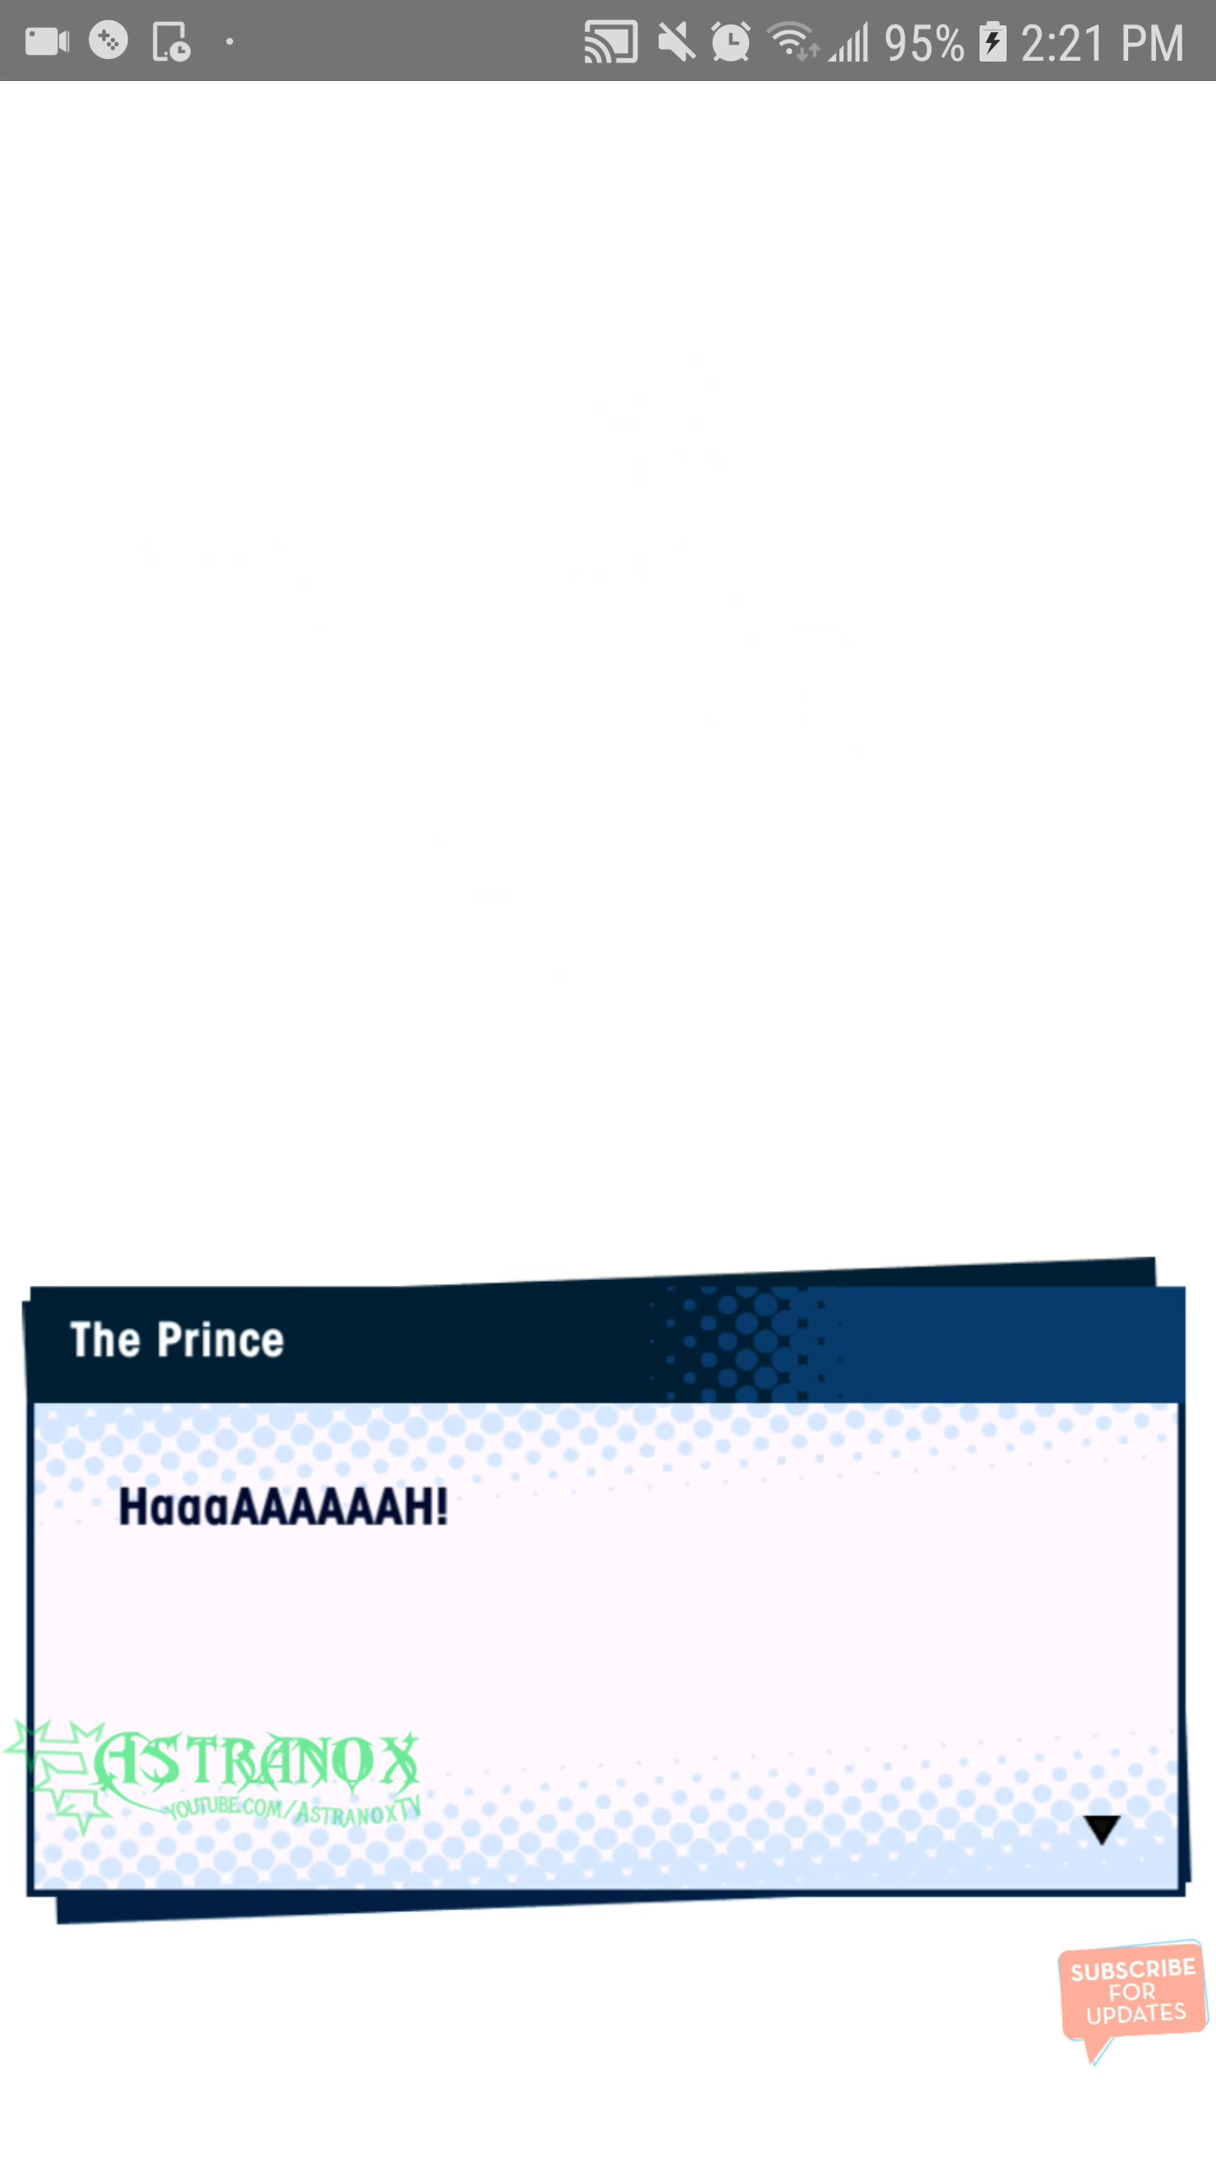 95% 2:21 PM
The Prince
HaaaAAAAAAH!
ASTRANOX
YOUTUBE.COM/ASTRANOXTV
SUBSCRIBE
FOR
UPDATES